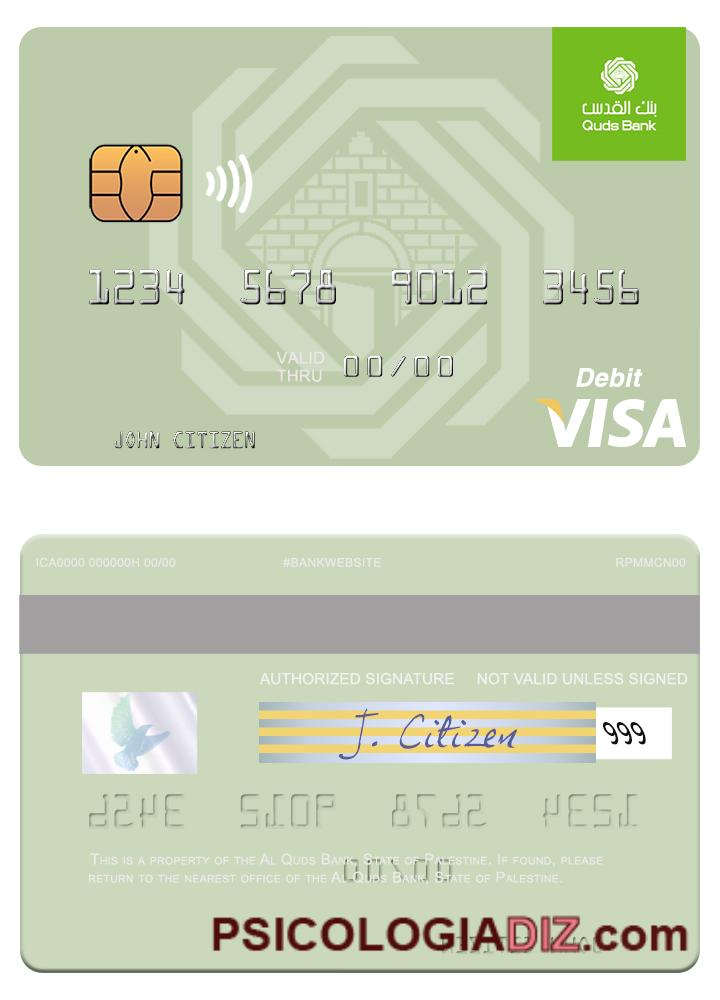 بنك القدس
Quds Bank
1234 5678 9012 3456
VALID THRU 00/00
Debit
VISA
JOHN CITIZEN
ICA0000 000000H 00/00 #BANKWEBSITE RPMMCN00
AUTHORIZED SIGNATURE NOT VALID UNLESS SIGNED
J. Citizen 999
THIS IS A PROPERTY OF THE AL QUDS BANK, STATE OF PALESTINE. IF FOUND, PLEASE
RETURN TO THE NEAREST OFFICE OF THE AL QUDS BANK, STATE OF PALESTINE.
PSICOLOGIADIZ.com